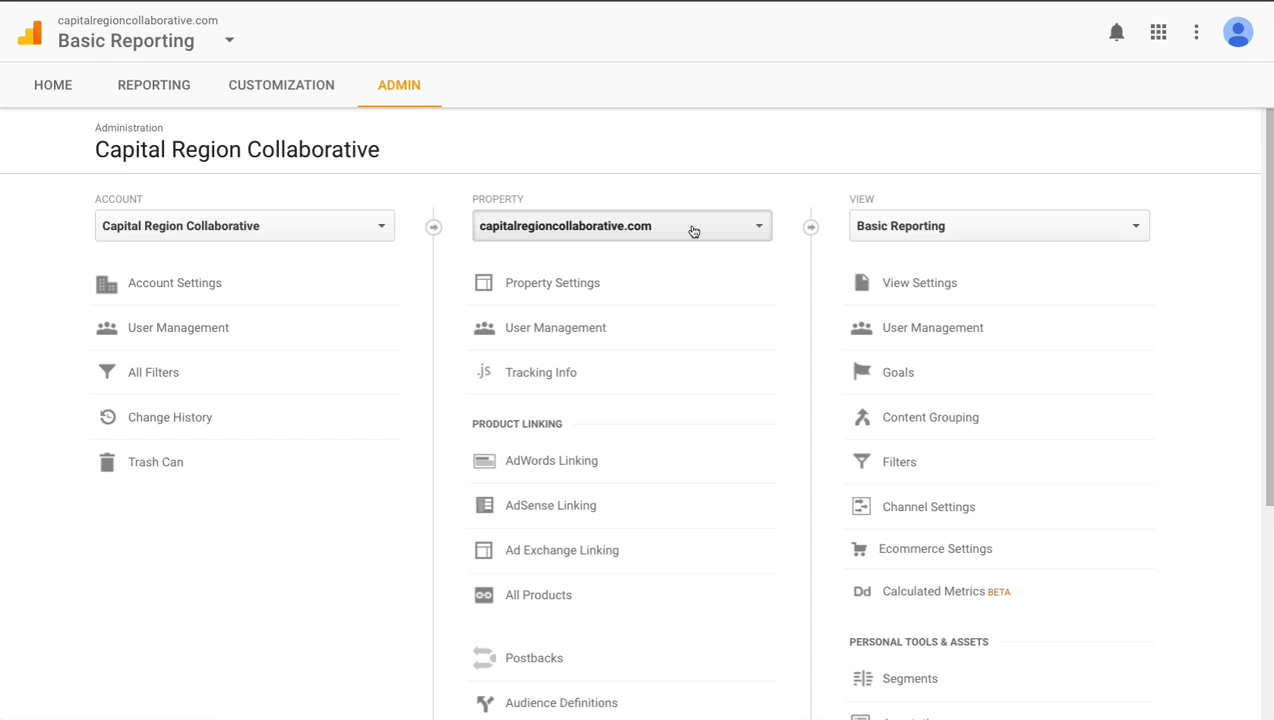 capitalregioncollaborative.com
Basic Reporting
HOME
REPORTING
CUSTOMIZATION
ADMIN
Administration
Capital Region Collaborative
ACCOUNT
Capital Region Collaborative
Account Settings
User Management
All Filters
Change History
Trash Can
PROPERTY
capitalregioncollaborative.com
Property Settings
User Management
.js Tracking Info
PRODUCT LINKING
AdWords Linking
AdSense Linking
Ad Exchange Linking
All Products
Postbacks
Audience Definitions
VIEW
Basic Reporting
View Settings
User Management
Goals
Content Grouping
Filters
Channel Settings
Ecommerce Settings
Dd Calculated Metrics BETA
PERSONAL TOOLS & ASSETS
Segments